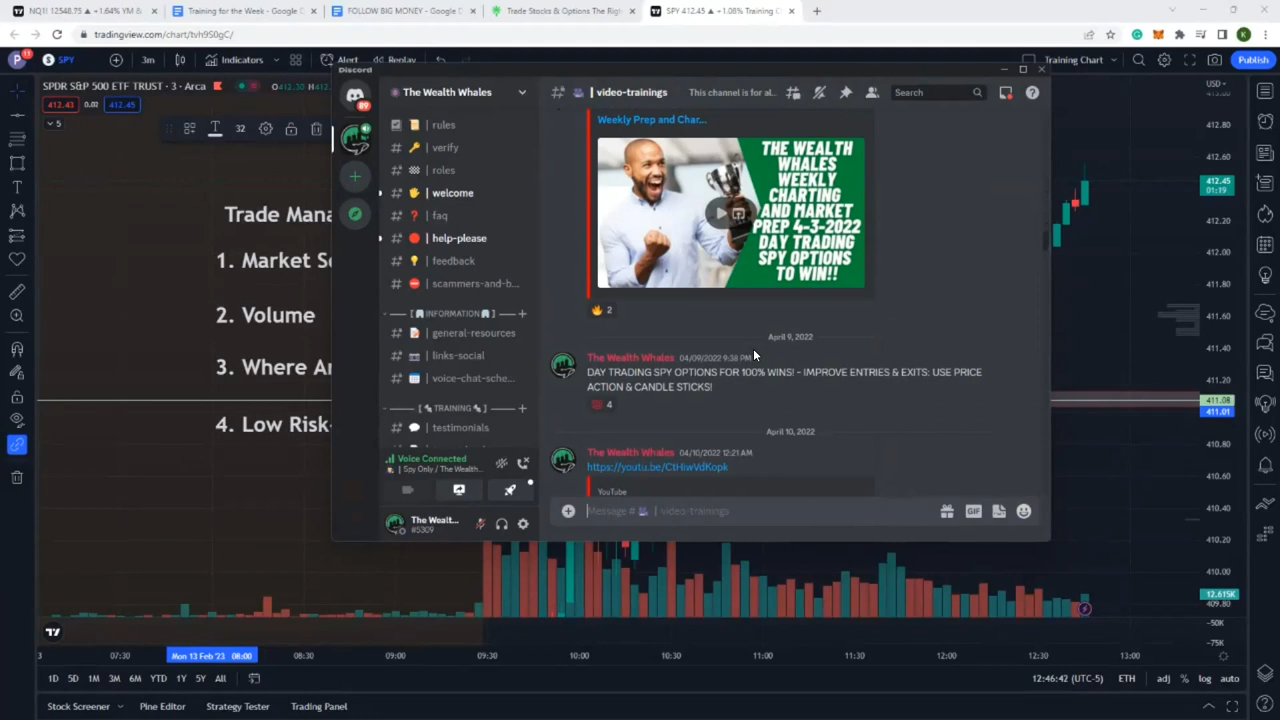 NQ1! 12548.75 ▲ +1.64% YM &
Training for the Week - Google D
FOLLOW BIG MONEY - Google D
Trade Stocks & Options The Righ
SPY 412.45 ▲ +1.08% Training C
tradingview.com/chart/tvh9S0gC/
SPY
3m
Indicators
Alert
Replay
Training Chart
Publish
SPDR S&P 500 ETF TRUST · 3 · Arca
412.43
0.02
412.45
5
32
Trade Mana
1. Market Se
2. Volume
3. Where Ar
4. Low Risk-
Discord
89
The Wealth Whales
video-trainings
This channel is for al...
Search
rules
verify
roles
welcome
faq
help-please
feedback
scammers-and-b...
INFORMATION
general-resources
links-social
voice-chat-sche...
TRAINING
testimonials
Voice Connected
Spy Only / The Wealth...
The Wealt...
#5309
Weekly Prep and Char...
THE WEALTH
WHALES
WEEKLY
CHARTING
AND MARKET
PREP 4-3-2022
DAY TRADING
SPY OPTIONS
TO WIN!!
2
April 9, 2022
The Wealth Whales 04/09/2022 9:38 PM
DAY TRADING SPY OPTIONS FOR 100% WINS! - IMPROVE ENTRIES & EXITS: USE PRICE
ACTION & CANDLE STICKS!
4
April 10, 2022
The Wealth Whales 04/10/2022 12:21 AM
https://youtu.be/CtHiwVdKopk
YouTube
Message # | video-trainings
GIF
USD
412.80
412.60
412.45
01:19
412.20
412.00
411.80
411.60
411.40
411.20
411.08
411.01
410.80
410.60
410.40
410.20
410.00
12.615K
409.80
-50K
-75K
3
07:30
Mon 13 Feb '23 08:00
08:30
09:00
09:30
10:00
10:30
11:00
11:30
12:00
12:30
13:00
1D 5D 1M 3M 6M YTD 1Y 5Y All
12:46:42 (UTC-5)
ETH
adj
%
log
auto
Stock Screener
Pine Editor
Strategy Tester
Trading Panel